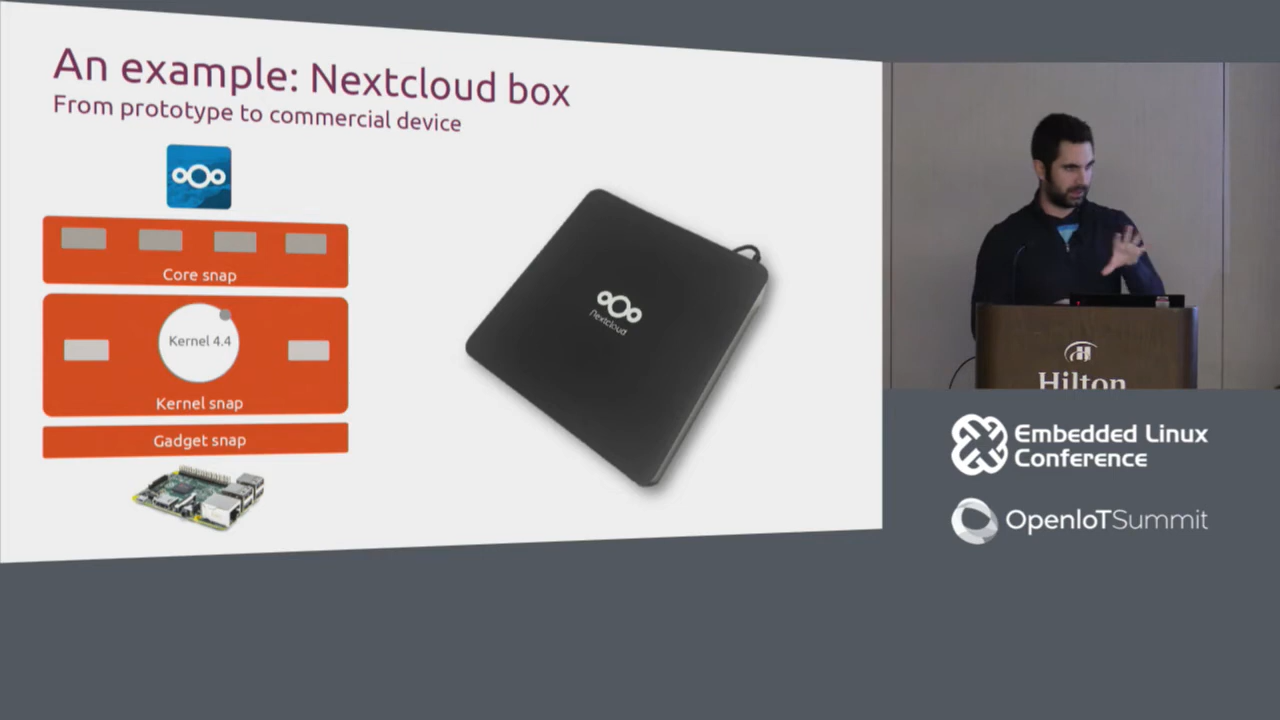 An example: Nextcloud box
From prototype to commercial device
Core snap
Kernel 4.4
Kernel snap
Gadget snap
Nextcloud
Hilton
Embedded Linux
Conference
OpenIoTSummit